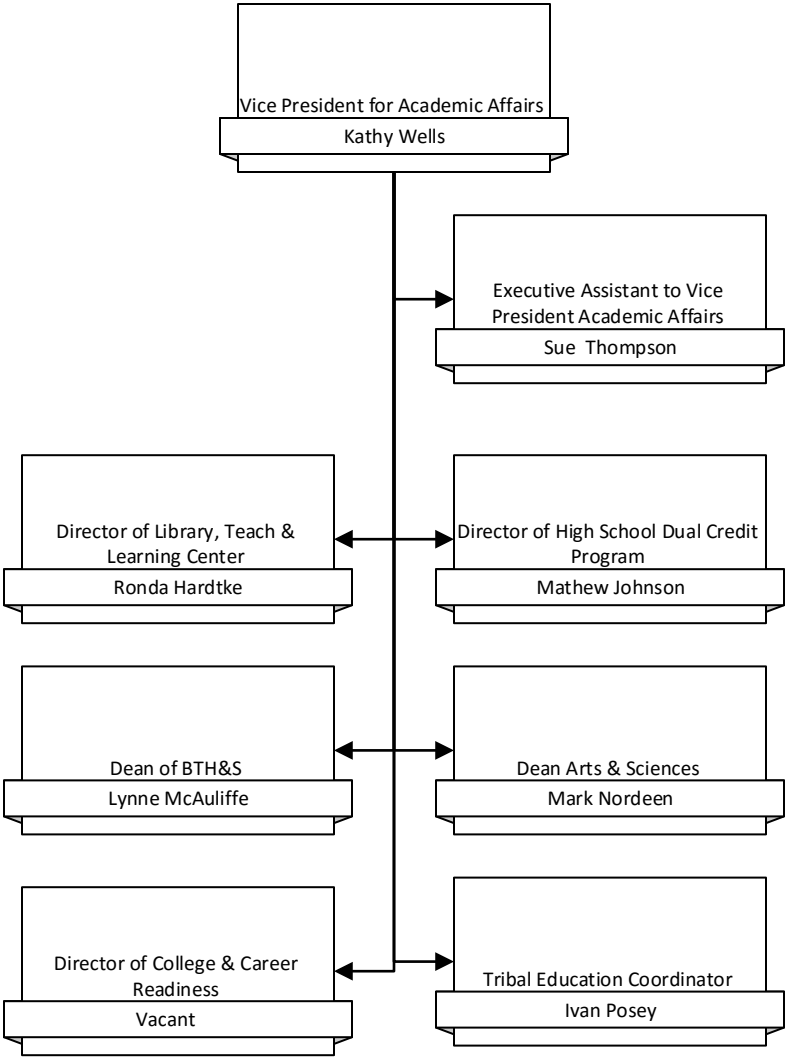 Vice President for Academic Affairs
Kathy Wells
Executive Assistant to Vice
President Academic Affairs
Sue Thompson
Director of Library, Teach &
Learning Center
Ronda Hardtke
Director of High School Dual Credit
Program
Mathew Johnson
Dean of BTH&S
Lynne McAuliffe
Dean Arts & Sciences
Mark Nordeen
Director of College & Career
Readiness
Vacant
Tribal Education Coordinator
Ivan Posey